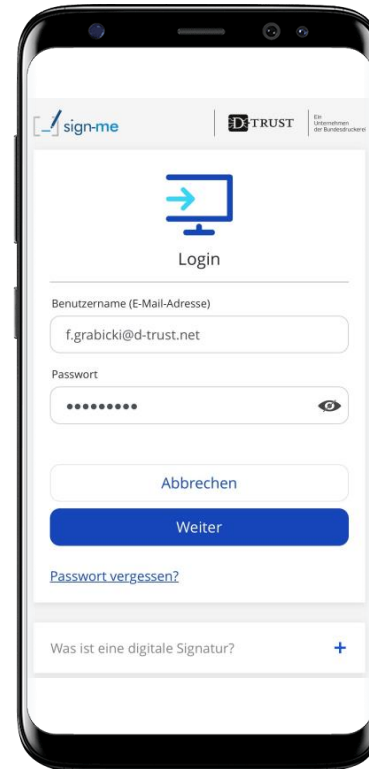 sign-me
D-TRUST
Ein
Unternehmen
der Bundesdruckerei
Login
Benutzername (E-Mail-Adresse)
f.grabicki@d-trust.net
Passwort
•••••••••
Abbrechen
Weiter
Passwort vergessen?
Was ist eine digitale Signatur? +